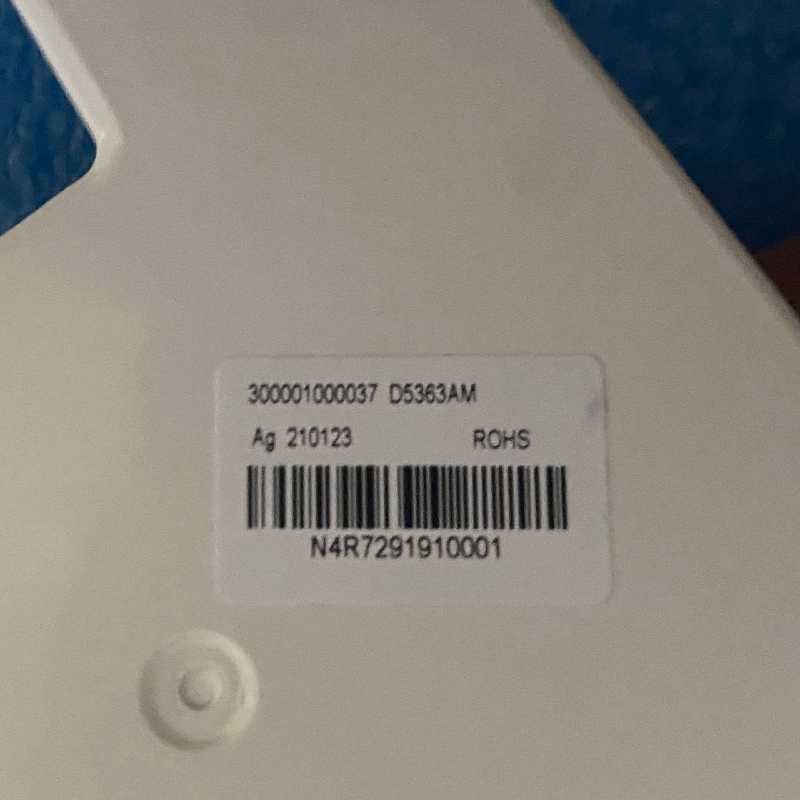 300001000037 D5363AM
Ag 210123 ROHS
N4R7291910001